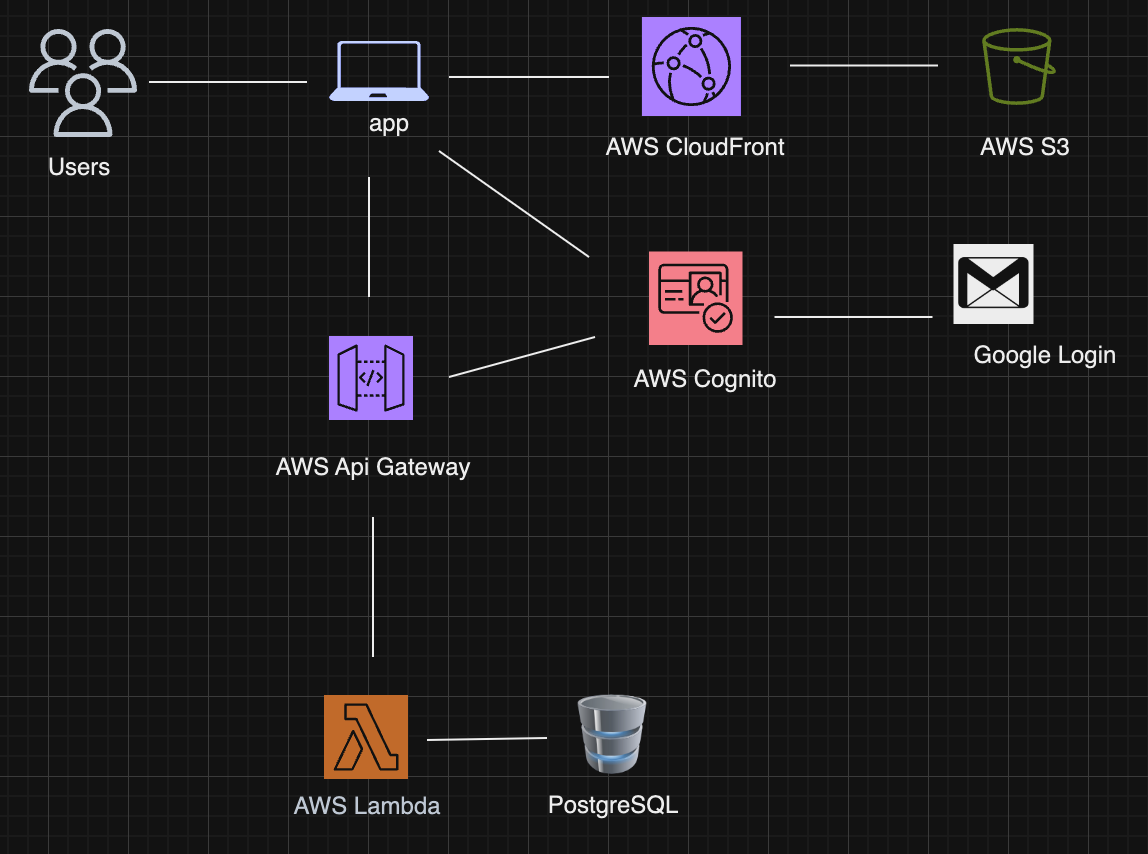 app
AWS CloudFront
AWS S3
Users
Google Login
AWS Cognito
</>
AWS Api Gateway
AWS Lambda
PostgreSQL